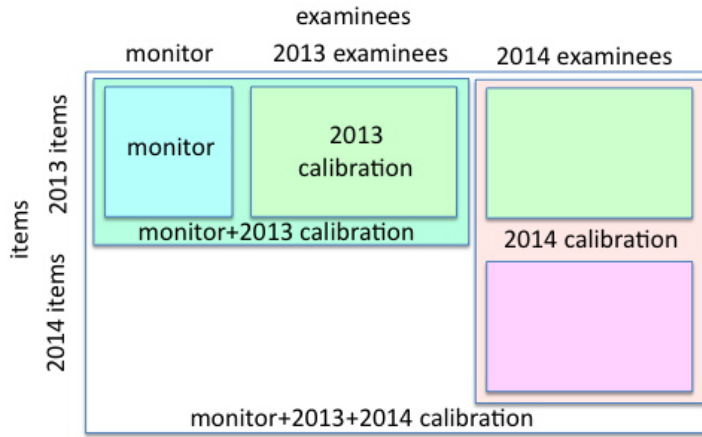 examinees
monitor
2013 examinees
2014 examinees
items
2013 items
2014 items
monitor
2013
calibration
monitor+2013 calibration
2014 calibration
monitor+2013+2014 calibration